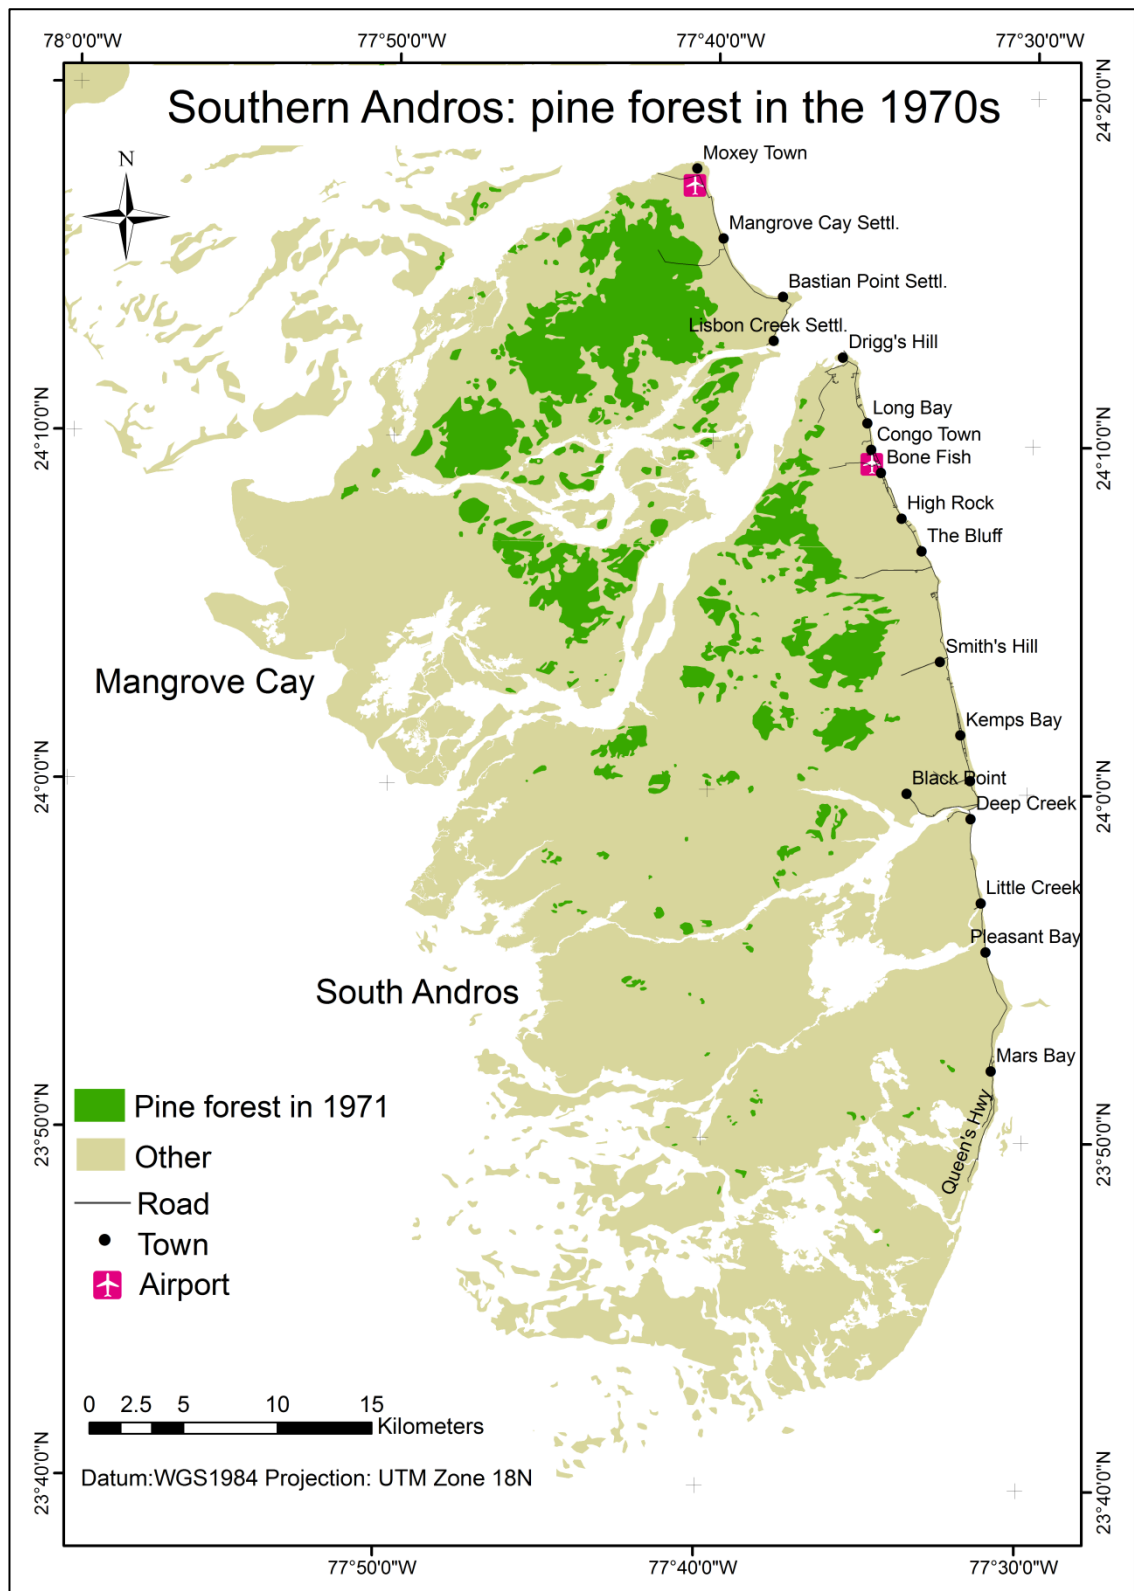 78°0'0"W 77°50'0"W 77°40'0"W 77°30'0"W
Southern Andros: pine forest in the 1970s
24°20'0"N
N
Moxey Town
Mangrove Cay Settl.
Bastian Point Settl.
Lisbon Creek Settl.
Drigg's Hill
Long Bay
24°10'0"N
Congo Town
24°10'0"N
Bone Fish
High Rock
The Bluff
Smith's Hill
Mangrove Cay
Kemps Bay
24°0'0"N
Black Point
24°0'0"N
Deep Creek
Little Creek
Pleasant Bay
South Andros
Mars Bay
Pine forest in 1971
23°50'0"N
Queen's Hwy
23°50'0"N
Other
Road
Town
Airport
0 2.5 5 10 15
Kilometers
Datum:WGS1984 Projection: UTM Zone 18N
23°40'0"N
23°40'0"N
77°50'0"W 77°40'0"W 77°30'0"W